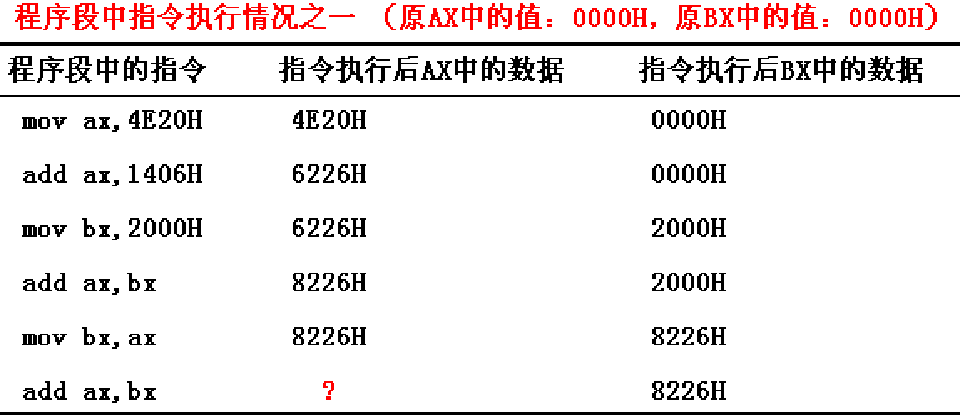 程序段中指令执行情况之一 （原AX中的值：0000H，原BX中的值：0000H）
程序段中的指令 指令执行后AX中的数据 指令执行后BX中的数据
mov ax,4E20H 4E20H 0000H
add ax,1406H 6226H 0000H
mov bx,2000H 6226H 2000H
add ax,bx 8226H 2000H
mov bx,ax 8226H 8226H
add ax,bx ? 8226H